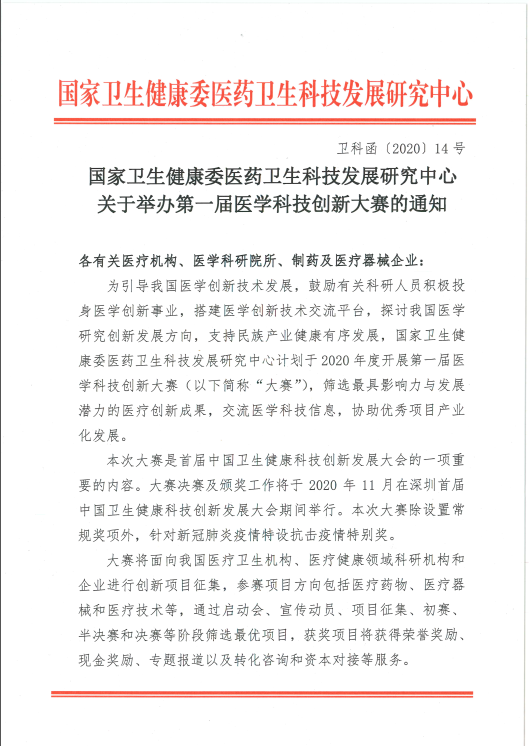 国家卫生健康委医药卫生科技发展研究中心
卫科函〔2020〕14号
国家卫生健康委医药卫生科技发展研究中心
关于举办第一届医学科技创新大赛的通知
各有关医疗机构、医学科研院所、制药及医疗器械企业：
为引导我国医学创新技术发展，鼓励有关科研人员积极投
身医学创新事业，搭建医学创新技术交流平台，探讨我国医学
研究创新发展方向，支持民族产业健康有序发展，国家卫生健
康委医药卫生科技发展研究中心计划于2020年度开展第一届医
学科技创新大赛（以下简称“大赛”），筛选最具影响力与发展
潜力的医疗创新成果，交流医学科技信息，协助优秀项目产业
化发展。
本次大赛是首届中国卫生健康科技创新发展大会的一项重
要的内容。大赛决赛及颁奖工作将于 2020 年 11 月在深圳首届
中国卫生健康科技创新发展大会期间举行。本次大赛除设置常
规奖项外，针对新冠肺炎疫情特设抗击疫情特别奖。
大赛将面向我国医疗卫生机构、医疗健康领域科研机构和
企业进行创新项目征集，参赛项目方向包括医疗药物、医疗器
械和医疗技术等，通过启动会、宣传动员、项目征集、初赛、
半决赛和决赛等阶段筛选最优项目，获奖项目将获得荣誉奖励、
现金奖励、专题报道以及转化咨询和资本对接等服务。